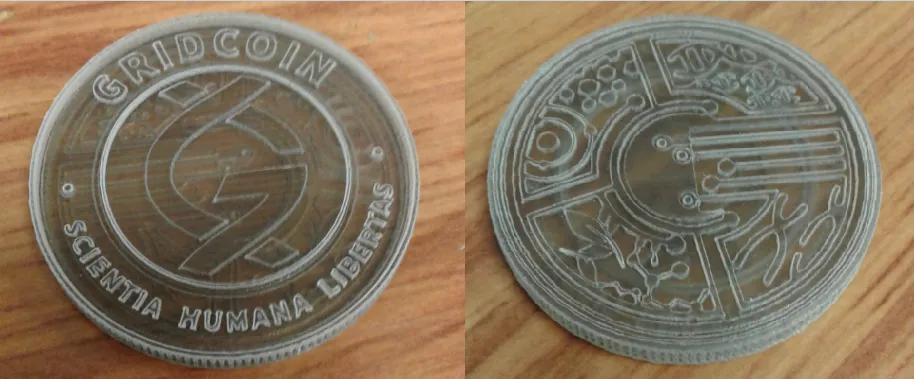 GRIDCOIN
SCIENTIA HUMANA LIBERTAS